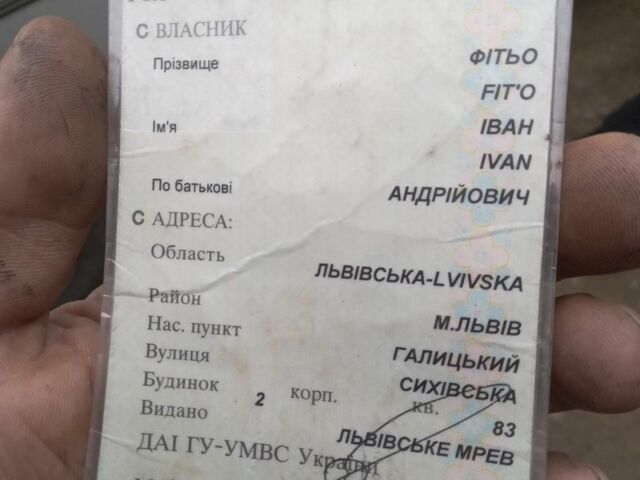 С ВЛАСНИК
Прізвище ФІТЬО
FIT'O
Ім'я ІВАН
IVAN
По батькові АНДРІЙОВИЧ
С АДРЕСА:
Область ЛЬВІВСЬКА-LVIVSKA
Район М.ЛЬВІВ
Нас. пункт ГАЛИЦЬКИЙ
Вулиця СИХІВСЬКА
Будинок 2 корп. кв. 83
Видано ЛЬВІВСЬКЕ МРЕВ
ДАІ ГУ-УМВС України